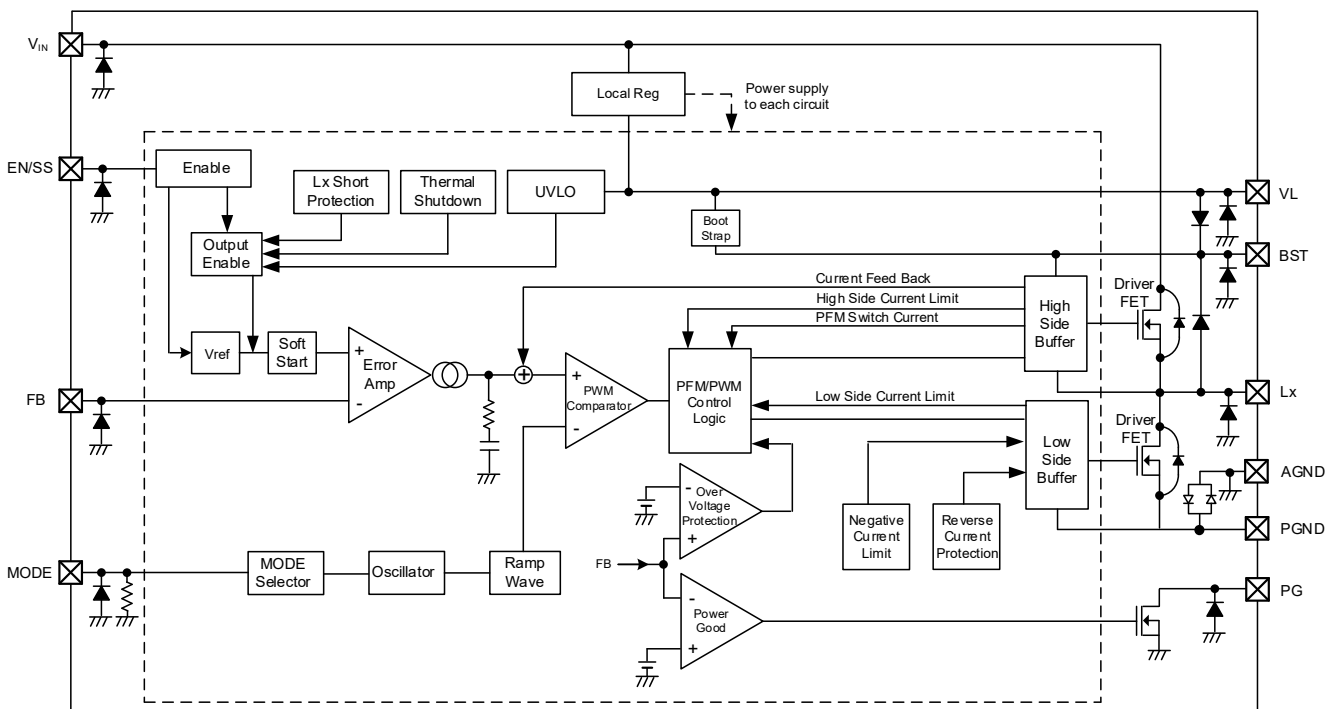 VIN
Local Reg
Power supply
to each circuit
EN/SS
Enable
Lx Short
Protection
Thermal
Shutdown
UVLO
VL
Boot
Strap
Output
Enable
BST
Current Feed Back
High Side Current Limit
PFM Switch Current
High
Side
Buffer
Driver
FET
Vref
Soft
Start
+
-
Error
Amp
+
+
-
PWM
Comparator
PFM/PWM
Control
Logic
FB
Lx
Low Side Current Limit
Low
Side
Buffer
Driver
FET
AGND
-
+
Over
Voltage
Protection
Negative
Current
Limit
Reverse
Current
Protection
PGND
MODE
MODE
Selector
Oscillator
Ramp
Wave
FB
PG
-
+
Power
Good